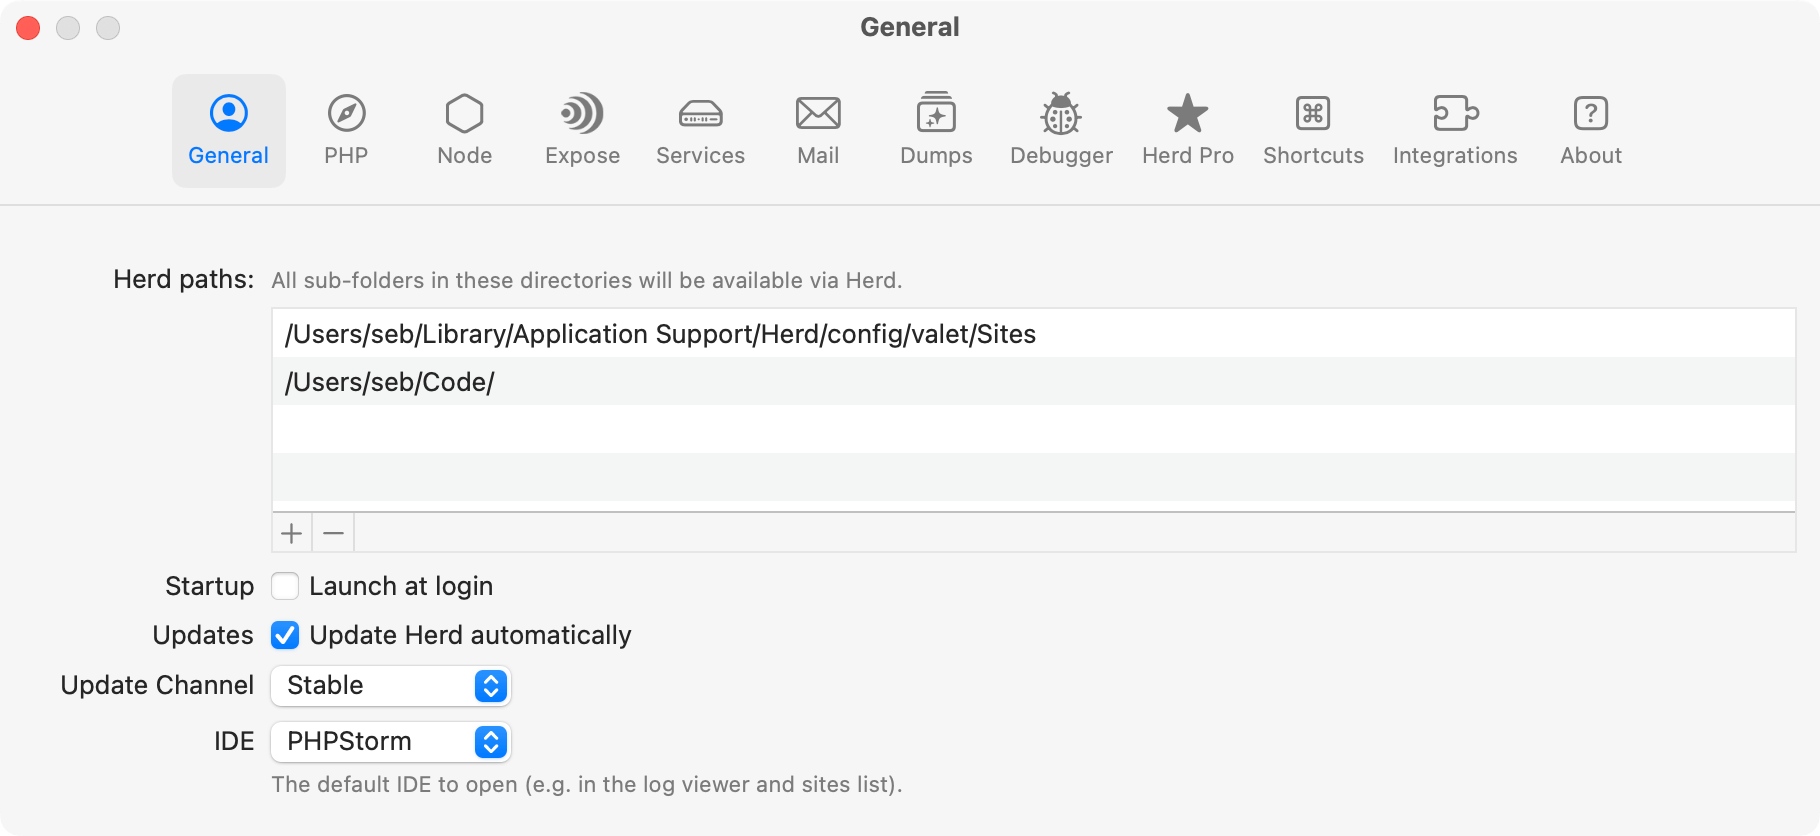 General
General PHP Node Expose Services Mail Dumps Debugger Herd Pro Shortcuts Integrations About
Herd paths: All sub-folders in these directories will be available via Herd.
/Users/seb/Library/Application Support/Herd/config/valet/Sites
/Users/seb/Code/
Startup Launch at login
Updates Update Herd automatically
Update Channel Stable
IDE PHPStorm
The default IDE to open (e.g. in the log viewer and sites list).